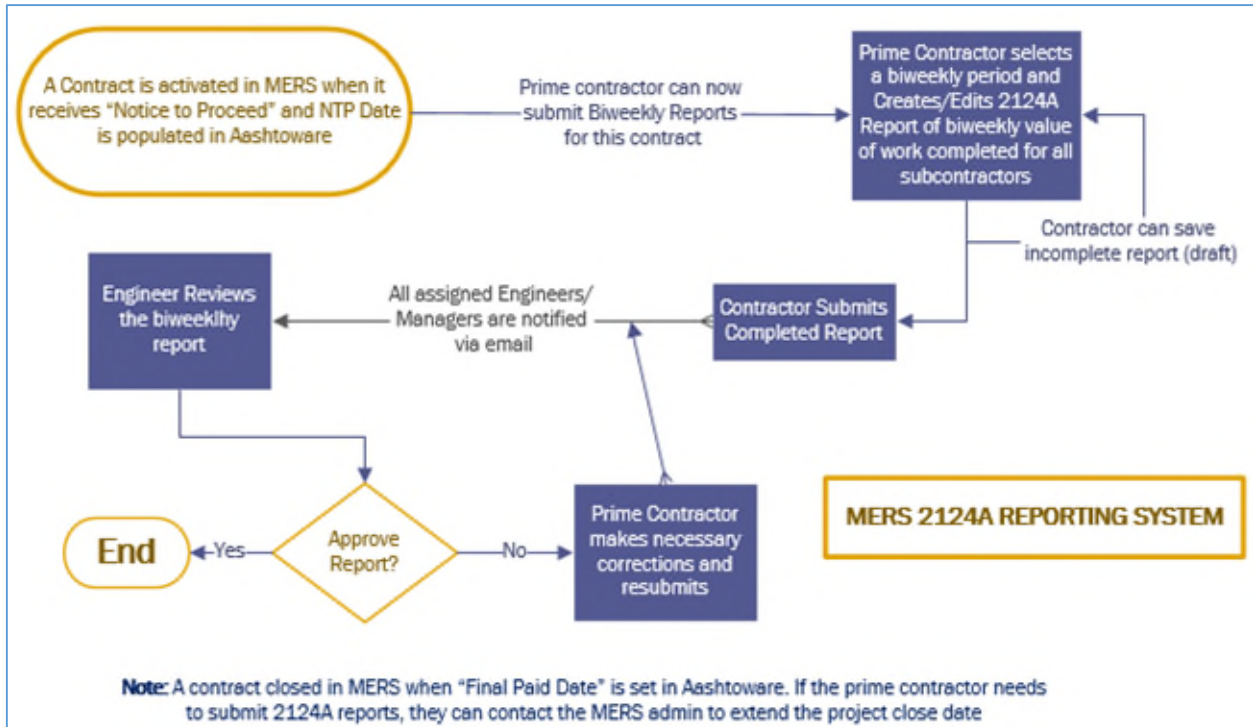 A Contract is activated in MERS when it
receives “Notice to Proceed” and NTP Date
is populated in Aashtoware
Prime contractor can now
submit Biweekly Reports
for this contract
Prime Contractor selects
a biweekly period and
Creates/Edits 2124A
Report of biweekly value
of work completed for all
subcontractors
Contractor can save
incomplete report (draft)
Contractor Submits
Completed Report
All assigned Engineers/
Managers are notified
via email
Engineer Reviews
the biweeklhy
report
Approve
Report?
Yes
End
No
Prime Contractor
makes necessary
corrections and
resubmits
MERS 2124A REPORTING SYSTEM
Note: A contract closed in MERS when “Final Paid Date” is set in Aashtoware. If the prime contractor needs
to submit 2124A reports, they can contact the MERS admin to extend the project close date